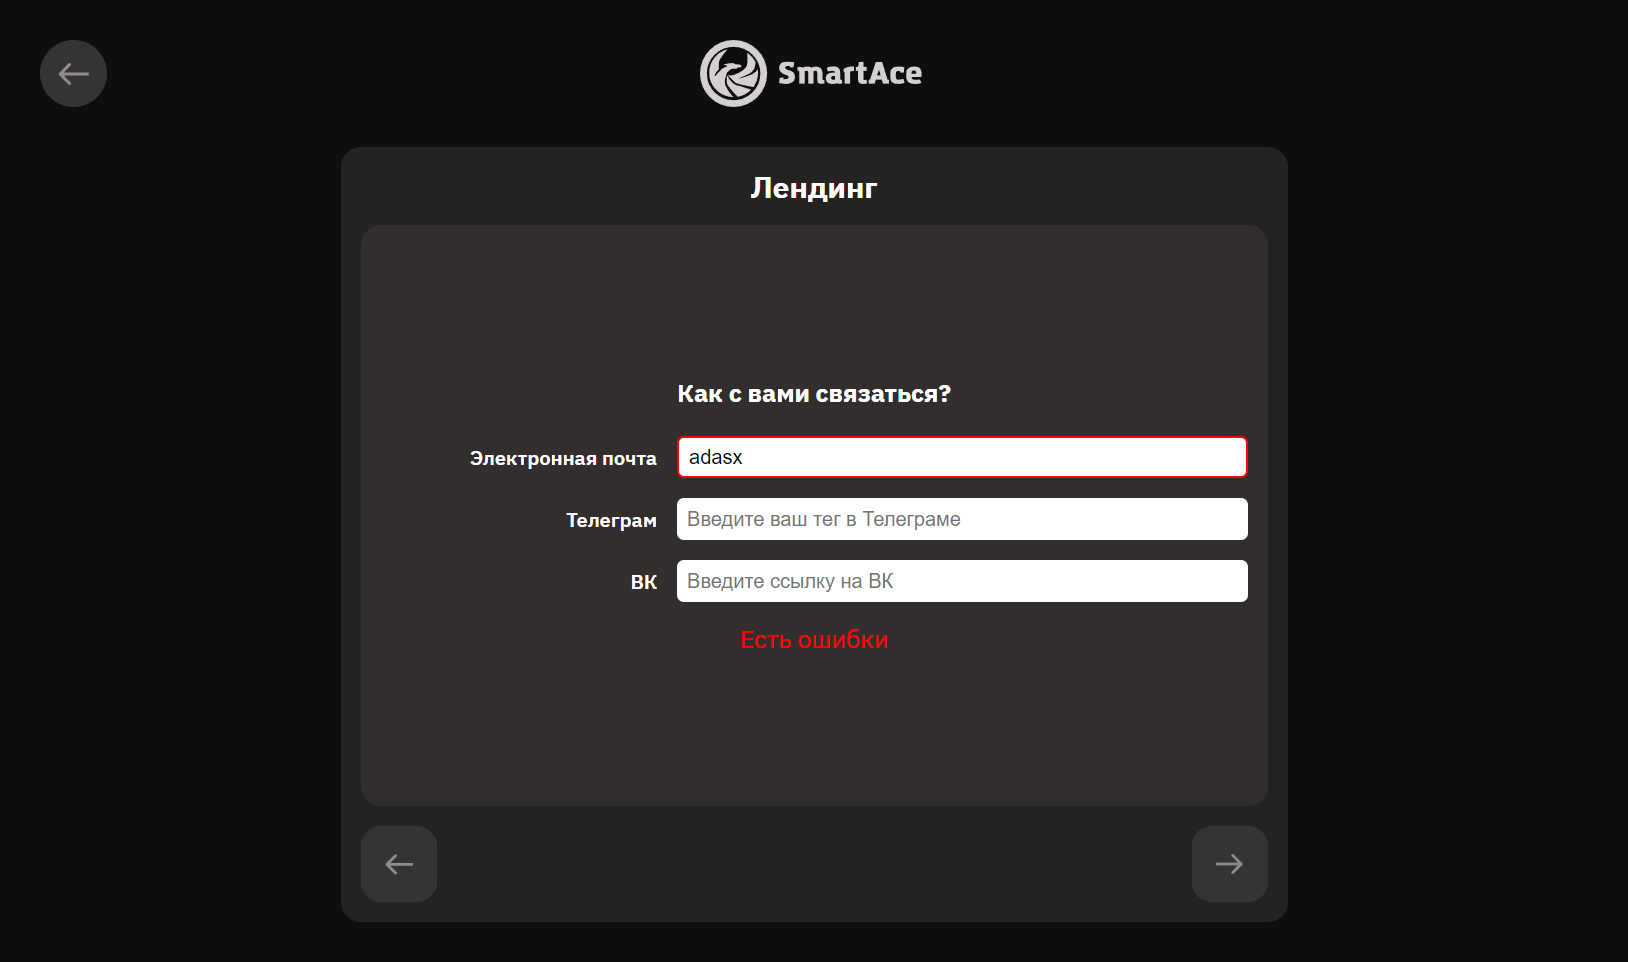 SmartAce
Лендинг
Как с вами связаться?
Электронная почта adasx
Телеграм Введите ваш тег в Телеграме
ВК Введите ссылку на ВК
Есть ошибки